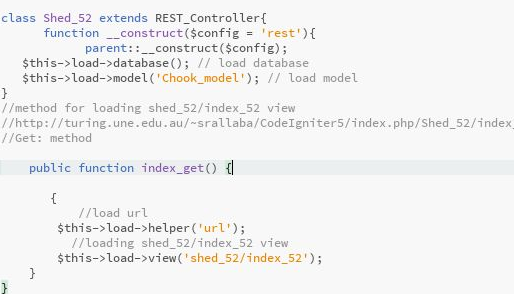 class Shed_52 extends REST_Controller{
function __construct($config = 'rest'){
parent::__construct($config);
$this->load->database(); // load database
$this->load->model('Chook_model'); // load model
}
//method for loading shed_52/index_52 view
//http://turing.une.edu.au/~srallaba/CodeIgniter5/index.php/Shed_52/index_
//Get: method
public function index_get() {
{
//load url
$this->load->helper('url');
//loading shed_52/index_52 view
$this->load->view('shed_52/index_52');
}
}